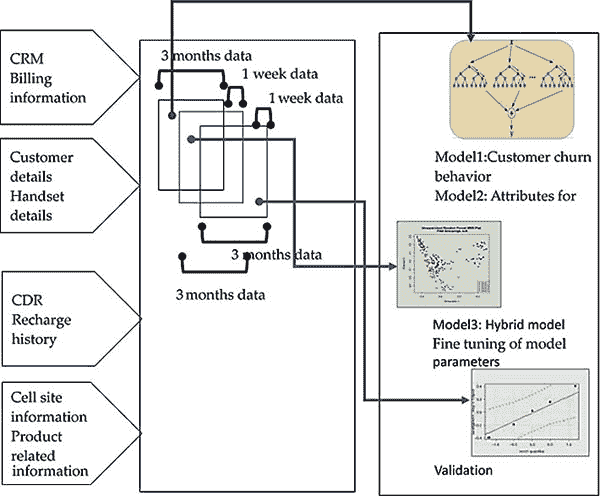 CRM
Billing
information
Customer
details
Handset
details
CDR
Recharge
history
Cell site
information
Product
related
information
3 months data
1 week data
1 week data
3 months data
3 months data
Model1:Customer churn
behavior
Model2: Attributes for
Model3: Hybrid model
Fine tuning of model
parameters
Validation